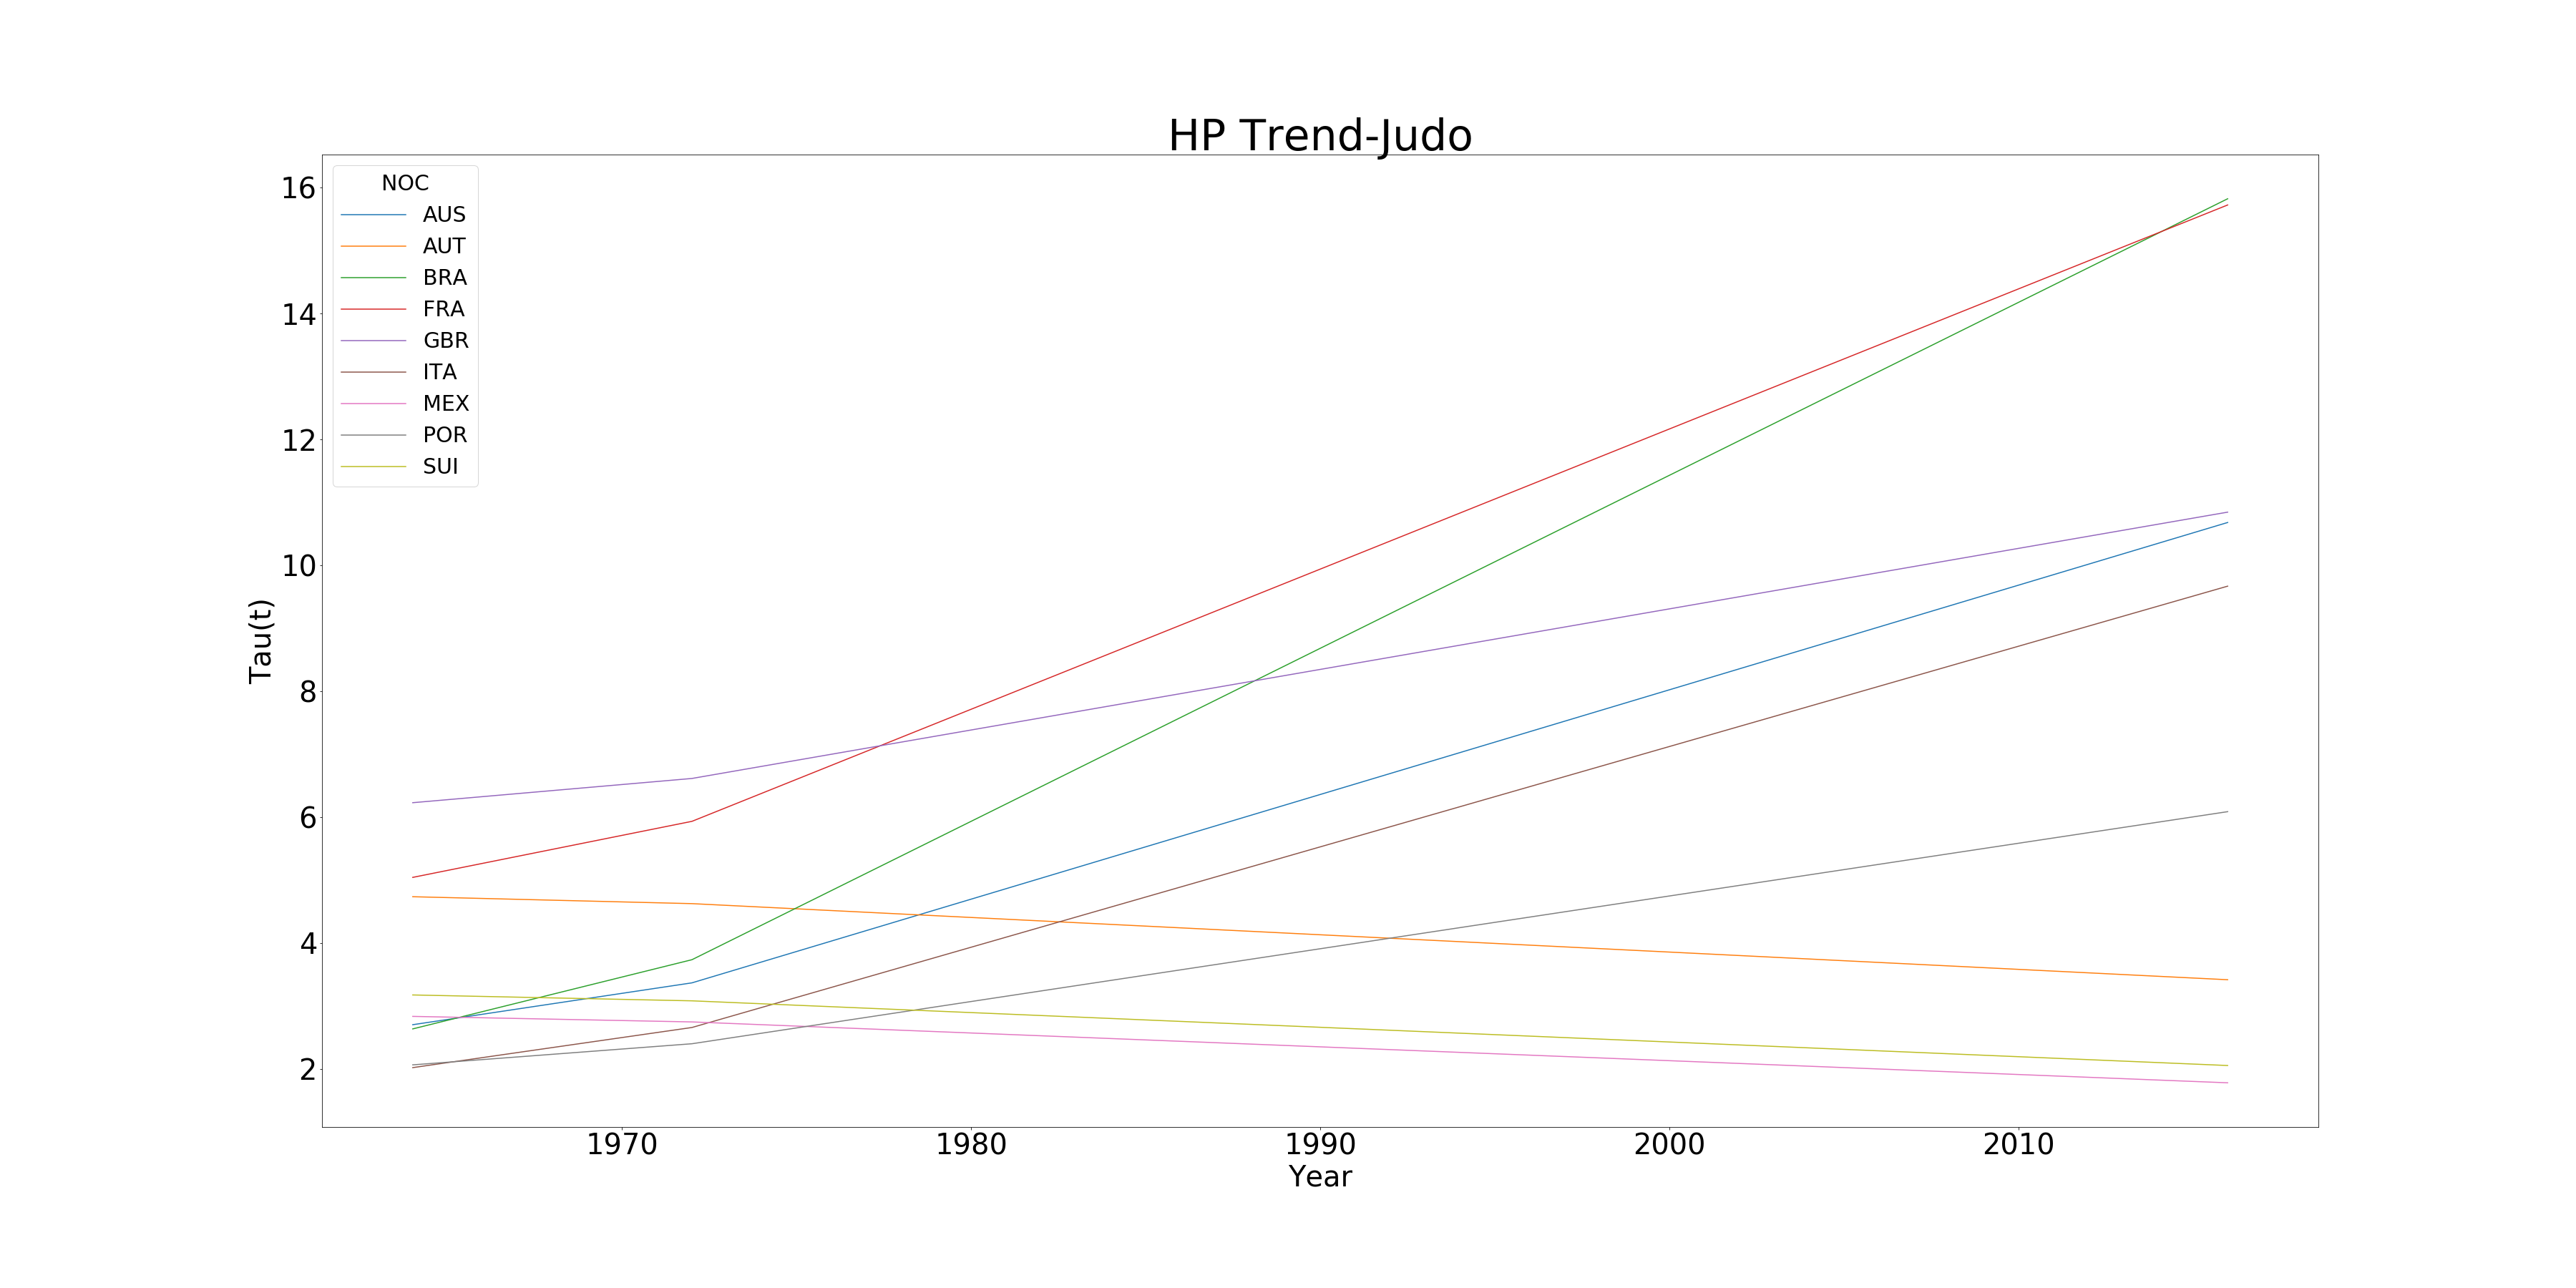 HP Trend-Judo
NOC
AUS
AUT
BRA
FRA
GBR
ITA
MEX
POR
SUI
16
14
12
10
8
6
4
2
Tau(t)
1970 1980 1990 2000 2010
Year